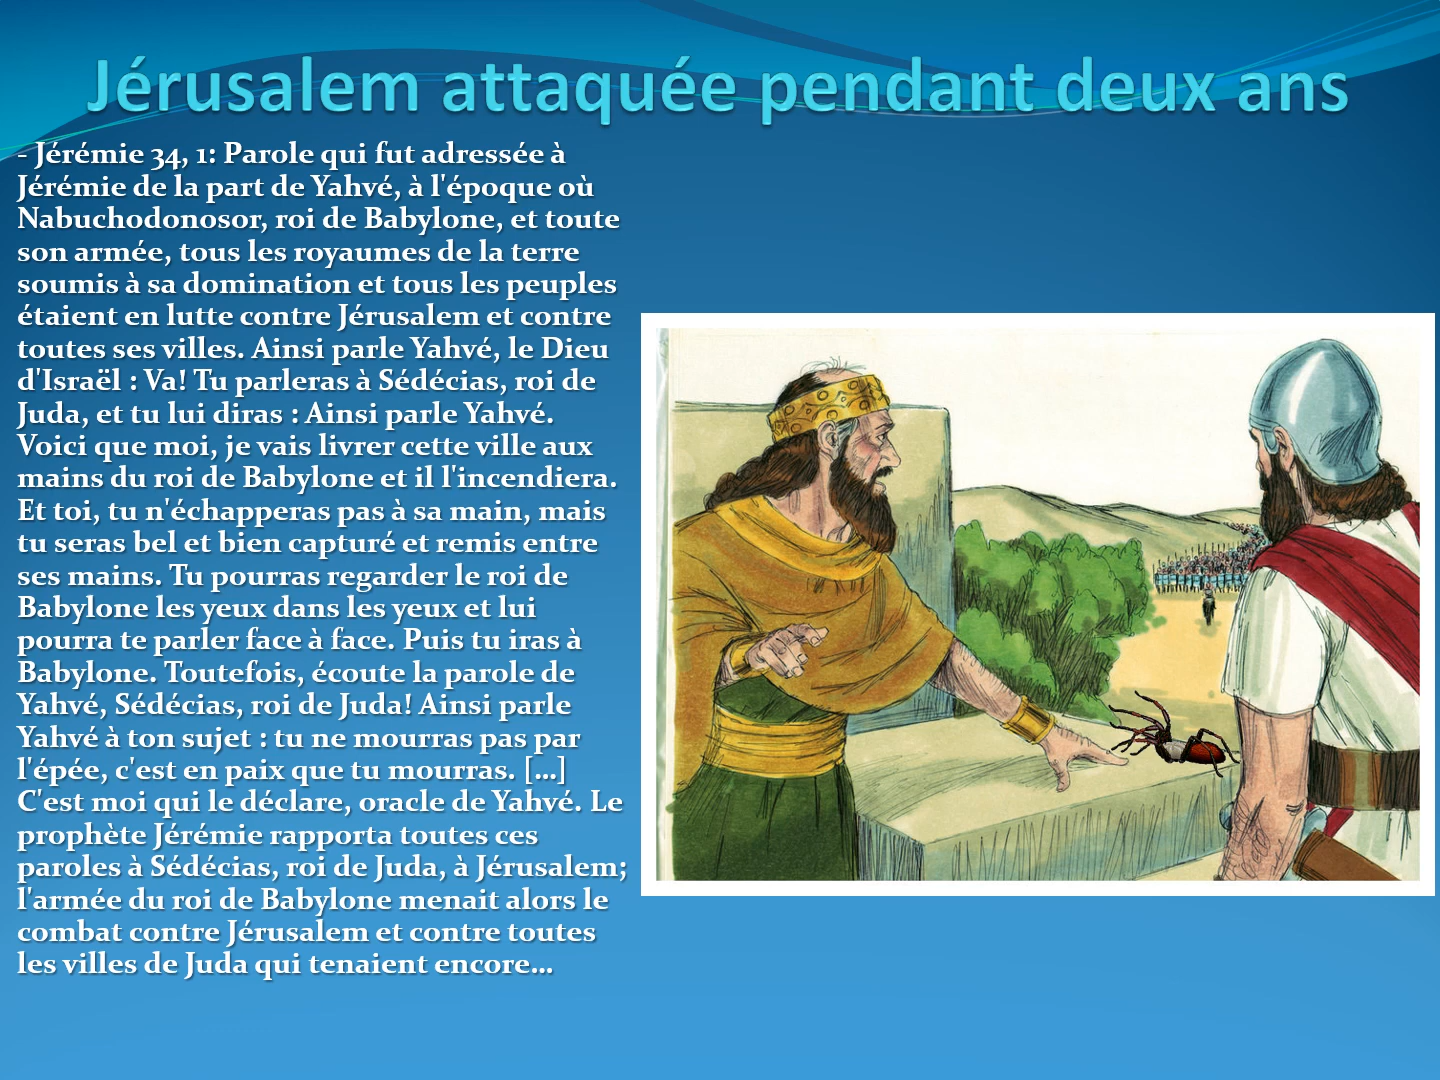 Jérusalem attaquée pendant deux ans
- Jérémie 34, 1: Parole qui fut adressée à
Jérémie de la part de Yahvé, à l'époque où
Nabuchodonosor, roi de Babylone, et toute
son armée, tous les royaumes de la terre
soumis à sa domination et tous les peuples
étaient en lutte contre Jérusalem et contre
toutes ses villes. Ainsi parle Yahvé, le Dieu
d'Israël : Va! Tu parleras à Sédécias, roi de
Juda, et tu lui diras : Ainsi parle Yahvé.
Voici que moi, je vais livrer cette ville aux
mains du roi de Babylone et il l'incendiera.
Et toi, tu n'échapperas pas à sa main, mais
tu seras bel et bien capturé et remis entre
ses mains. Tu pourras regarder le roi de
Babylone les yeux dans les yeux et lui
pourra te parler face à face. Puis tu iras à
Babylone. Toutefois, écoute la parole de
Yahvé, Sédécias, roi de Juda! Ainsi parle
Yahvé à ton sujet : tu ne mourras pas par
l'épée, c'est en paix que tu mourras. [...]
C'est moi qui le déclare, oracle de Yahvé. Le
prophète Jérémie rapporta toutes ces
paroles à Sédécias, roi de Juda, à Jérusalem;
l'armée du roi de Babylone menait alors le
combat contre Jérusalem et contre toutes
les villes de Juda qui tenaient encore...